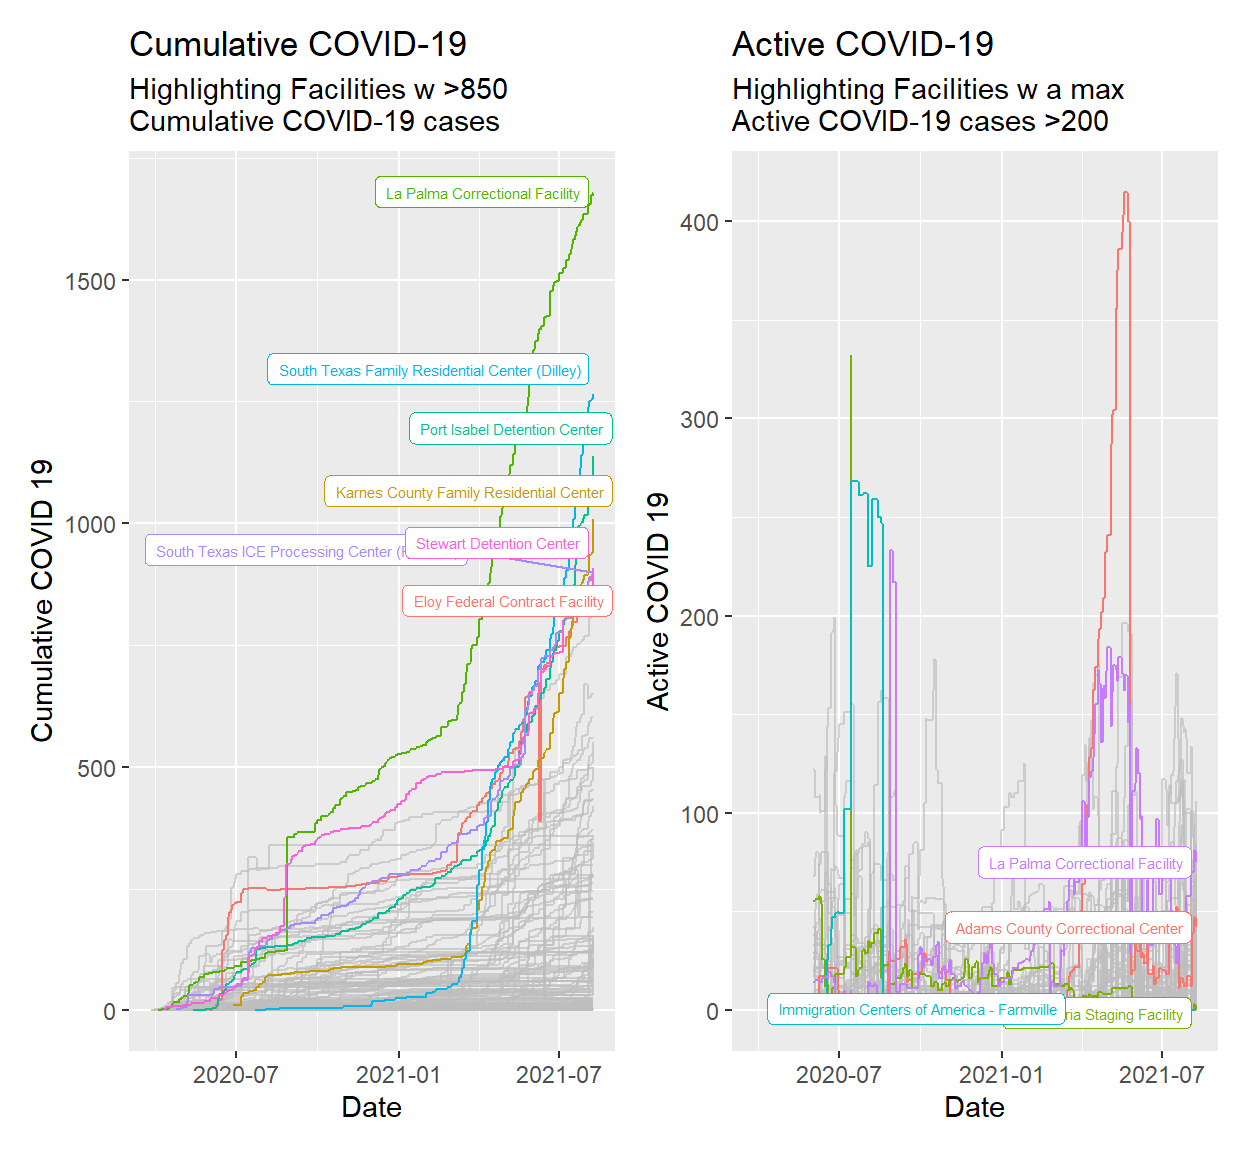 Cumulative COVID-19
Highlighting Facilities w >850
Cumulative COVID-19 cases
La Palma Correctional Facility
South Texas Family Residential Center (Dilley)
Port Isabel Detention Center
Karnes County Family Residential Center
South Texas ICE Processing Center
Stewart Detention Center
Eloy Federal Contract Facility
1500
1000
500
0
2020-07
2021-01
2021-07
Date
Cumulative COVID 19
Active COVID-19
Highlighting Facilities w a max
Active COVID-19 cases >200
La Palma Correctional Facility
Adams County Correctional Center
Immigration Centers of America - Farmville
ria Staging Facility
400
300
200
100
0
2020-07
2021-01
2021-07
Date
Active COVID 19